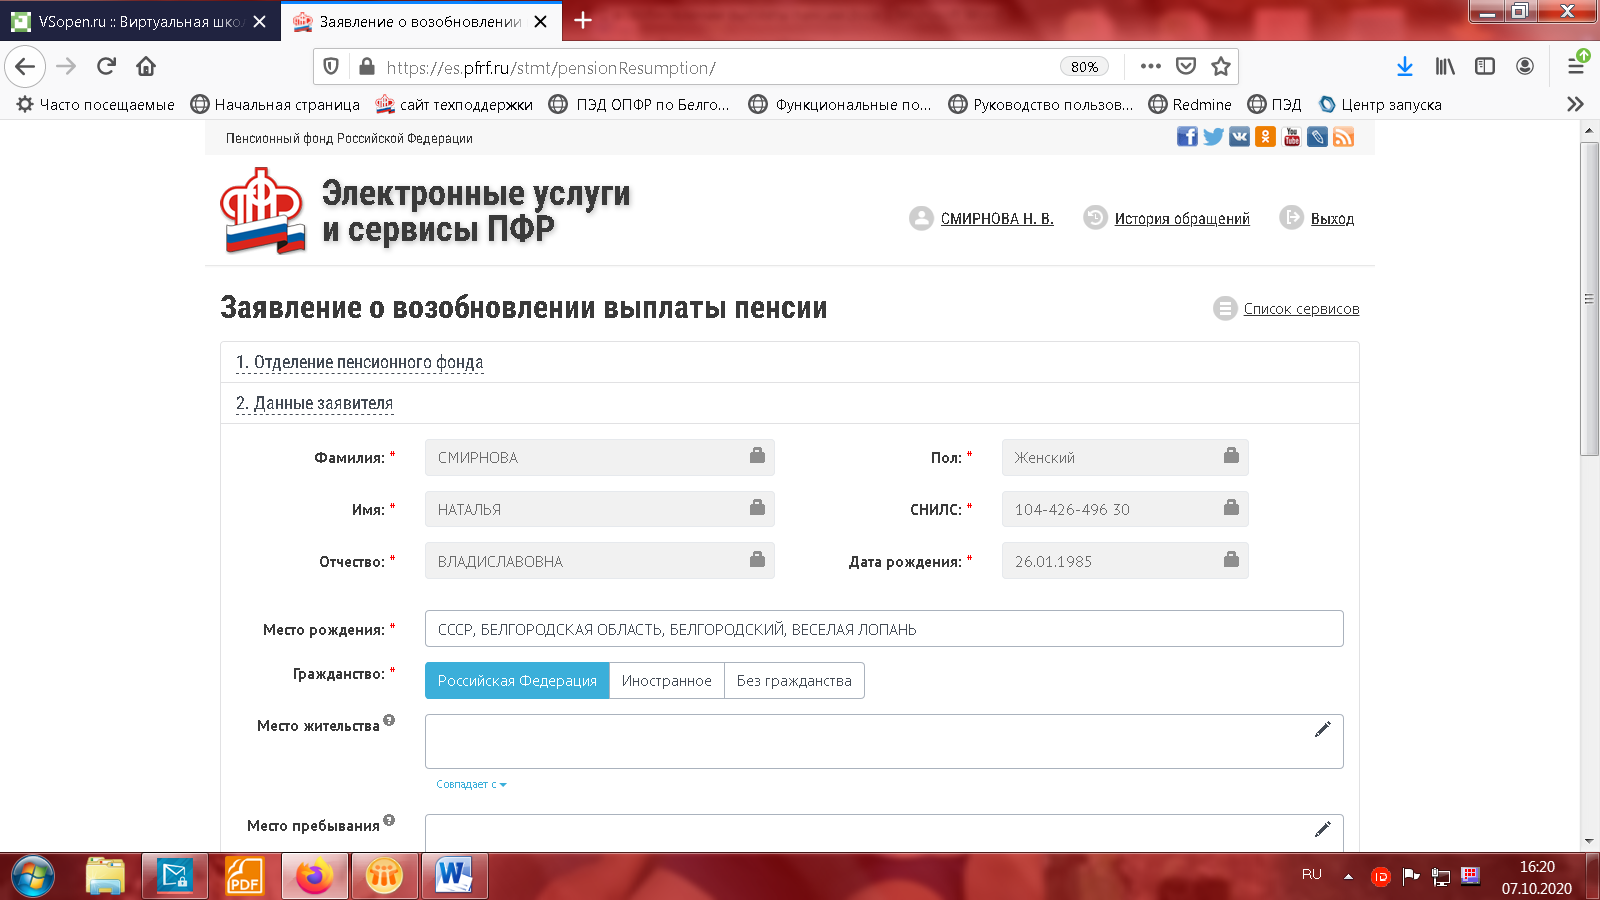 VSopen.ru :: Виртуальная шко
Заявление о возобновлении
https://es.pfrf.ru/stmt/pensionResumption/
80%
Часто посещаемые
Начальная страница
сайт техподдержки
ПЭД ОПФР по Белго...
Функциональные по...
Руководство пользов...
Redmine
ПЭД
Центр запуска
Пенсионный фонд Российской Федерации
Электронные услуги
и сервисы ПФР
СМИРНОВА Н. В.
История обращений
Выход
Заявление о возобновлении выплаты пенсии
Список сервисов
1. Отделение пенсионного фонда
2. Данные заявителя
Фамилия: * СМИРНОВА
Пол: * Женский
Имя: * НАТАЛЬЯ
СНИЛС: * 104-426-496 30
Отчество: * ВЛАДИСЛАВОВНА
Дата рождения: * 26.01.1985
Место рождения: * СССР, БЕЛГОРОДСКАЯ ОБЛАСТЬ, БЕЛГОРОДСКИЙ, ВЕСЕЛАЯ ЛОПАНЬ
Гражданство: * Российская Федерация Иностранное Без гражданства
Место жительства
Совпадает с
Место пребывания
RU
16:20
07.10.2020